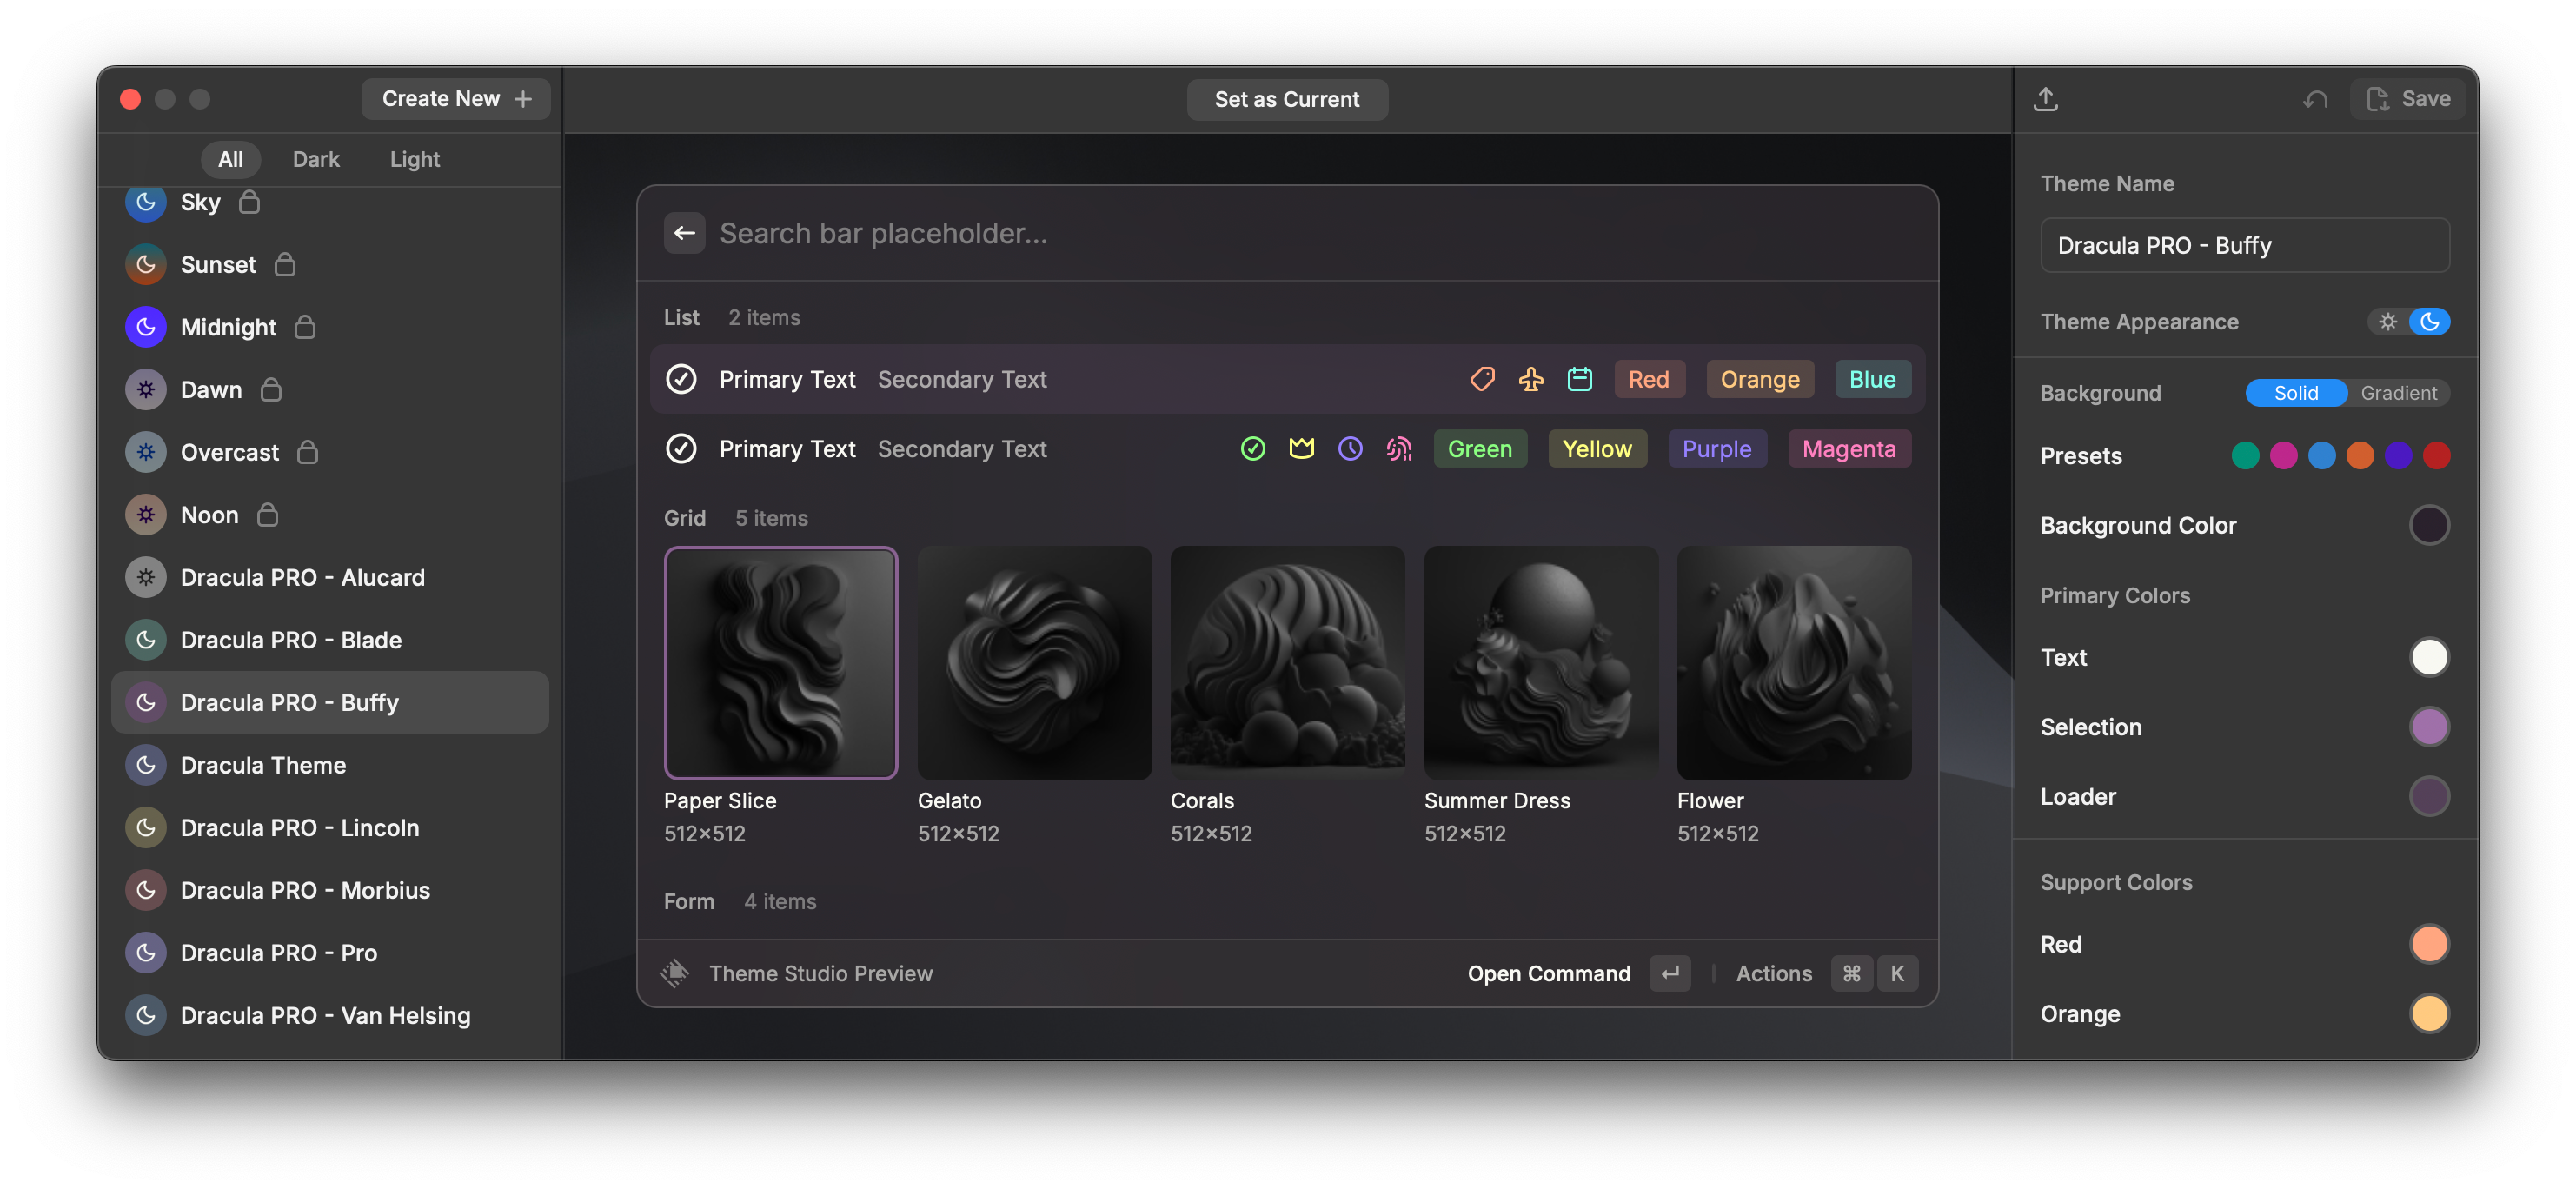 Create New
Set as Current
Save
All Dark Light
Sky
Sunset
Midnight
Dawn
Overcast
Noon
Dracula PRO - Alucard
Dracula PRO - Blade
Dracula PRO - Buffy
Dracula Theme
Dracula PRO - Lincoln
Dracula PRO - Morbius
Dracula PRO - Pro
Dracula PRO - Van Helsing
Search bar placeholder...
List 2 items
Primary Text Secondary Text Red Orange Blue
Primary Text Secondary Text Green Yellow Purple Magenta
Grid 5 items
Paper Slice Gelato Corals Summer Dress Flower
512×512 512×512 512×512 512×512 512×512
Form 4 items
Theme Studio Preview Open Command ↵ Actions ⌘ K
Theme Name
Dracula PRO - Buffy
Theme Appearance
Background Solid Gradient
Presets
Background Color
Primary Colors
Text
Selection
Loader
Support Colors
Red
Orange